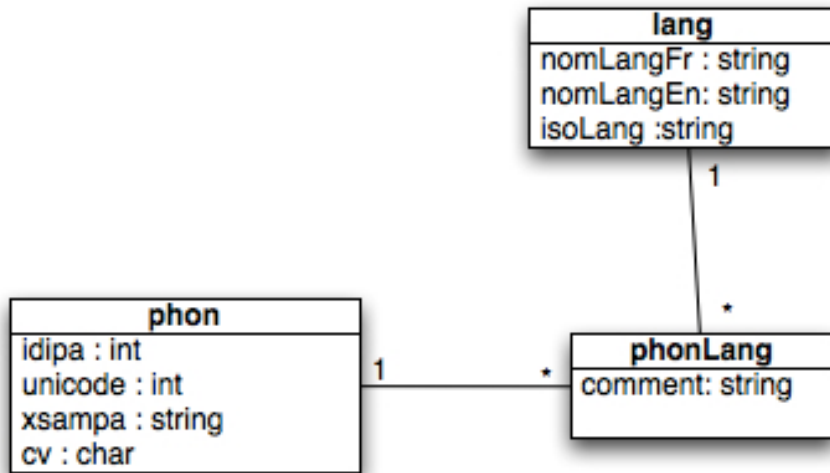 lang
nomLangFr : string
nomLangEn: string
isoLang :string
1
*
phon
idipa : int
unicode : int
xsampa : string
cv : char
1
*
phonLang
comment: string